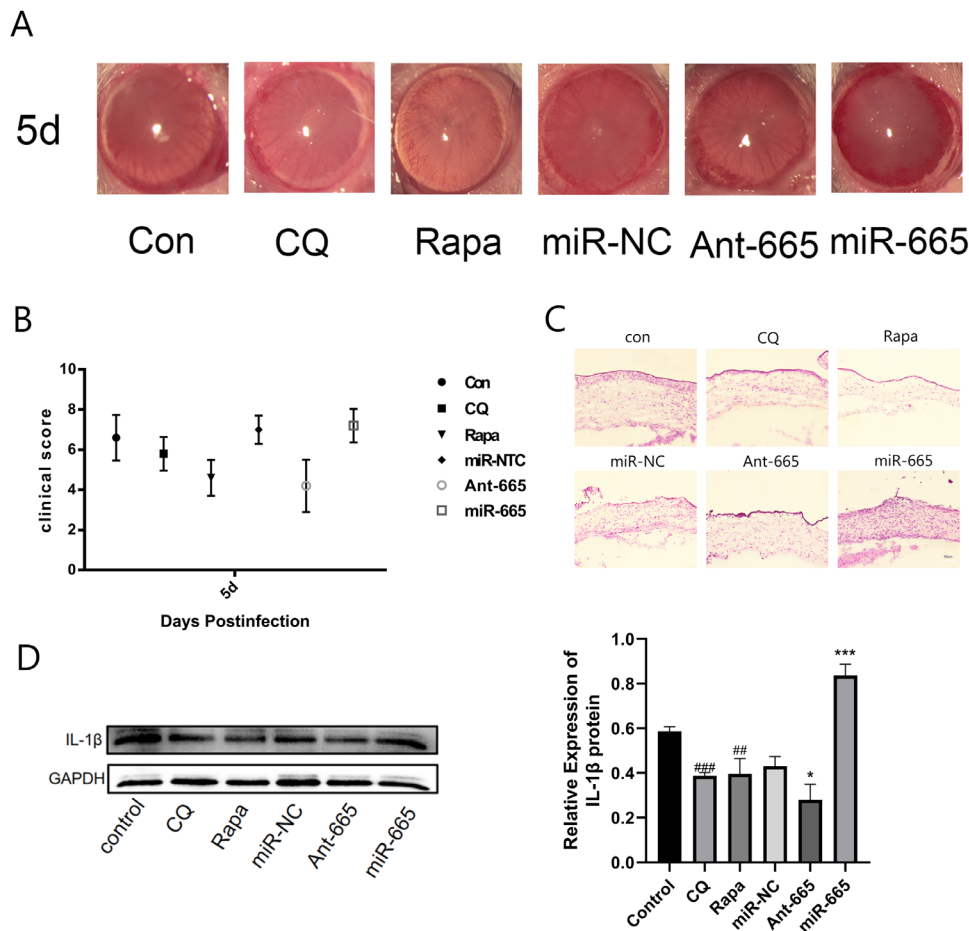 A
5d
Con CQ Rapa miR-NC Ant-665 miR-665
B
clinical score
10
8
6
4
2
0
5d
Days Postinfection
Con
CQ
Rapa
miR-NTC
Ant-665
miR-665
C
con CQ Rapa
miR-NC Ant-665 miR-665
D
IL-1β
GAPDH
control CQ Rapa miR-NC Ant-665 miR-665
Relative Expression of
IL-1β protein
1.0
0.8
0.6
0.4
0.2
0.0
### ## * ***
Control CQ Rapa miR-NC Ant-665 miR-665